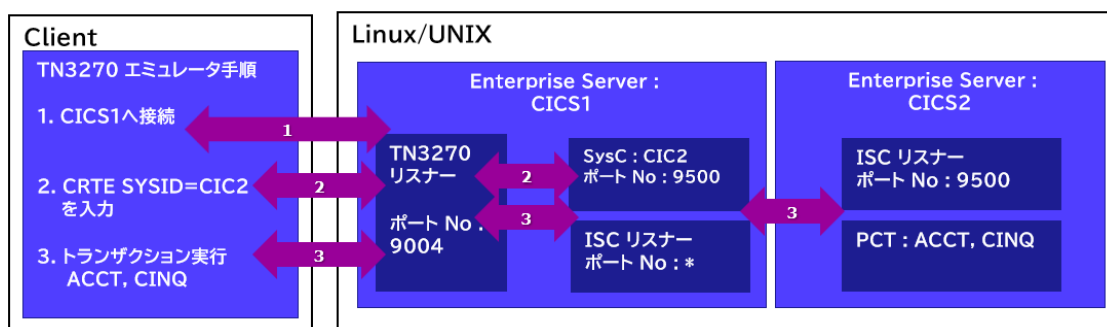 Client
TN3270 エミュレータ手順
1. CICS1へ接続
2. CRTE SYSID=CIC2
を入力
3. トランザクション実行
ACCT, CINQ
1
2
3
Linux/UNIX
Enterprise Server :
CICS1
TN3270
リスナー
ポート No :
9004
2
3
SysC : CIC2
ポート No : 9500
ISC リスナー
ポート No : *
3
Enterprise Server :
CICS2
ISC リスナー
ポート No : 9500
PCT : ACCT, CINQ